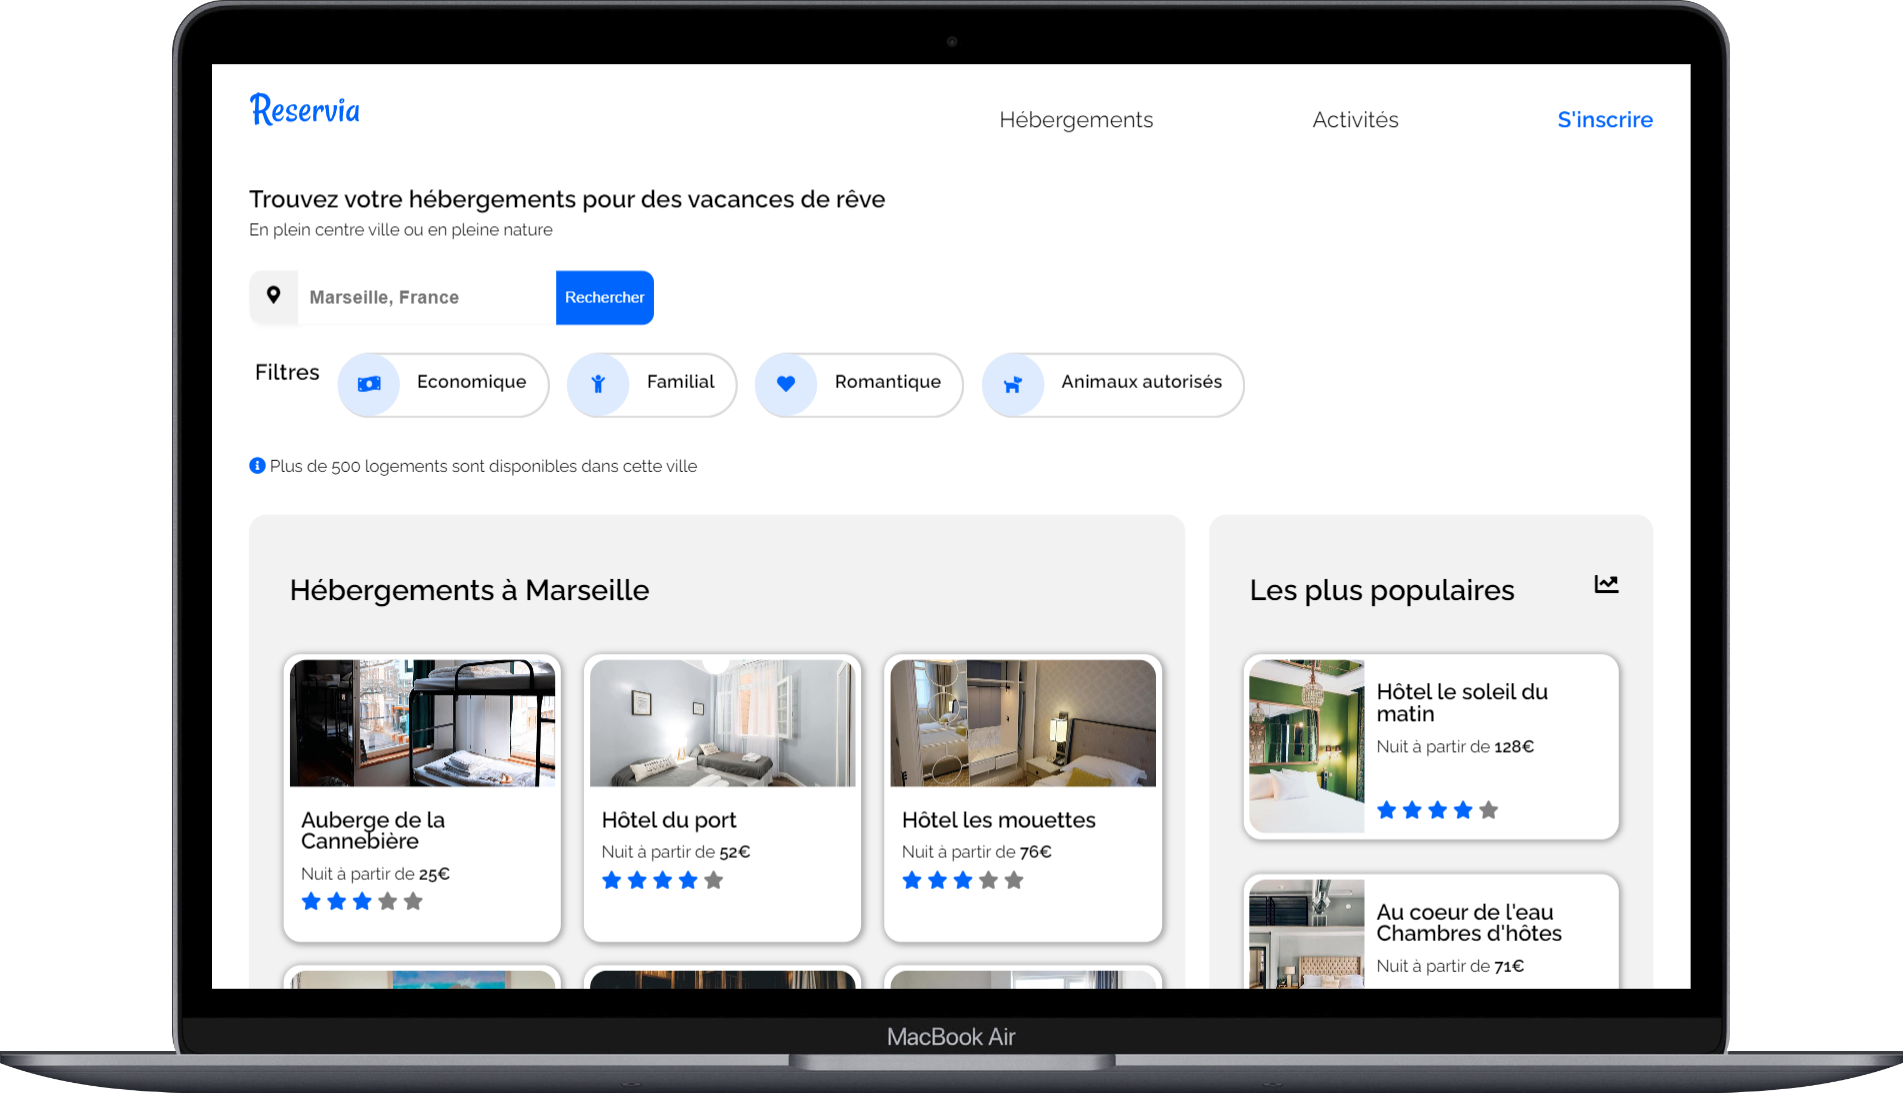 Reservia
Hébergements
Activités
S'inscrire
Trouvez votre hébergements pour des vacances de rêve
En plein centre ville ou en pleine nature
Marseille, France
Rechercher
Filtres
Economique
Familial
Romantique
Animaux autorisés
Plus de 500 logements sont disponibles dans cette ville
Hébergements à Marseille
Auberge de la
Cannebière
Nuit à partir de 25€
Hôtel du port
Nuit à partir de 52€
Hôtel les mouettes
Nuit à partir de 76€
Les plus populaires
Hôtel le soleil du
matin
Nuit à partir de 128€
Au coeur de l'eau
Chambres d'hôtes
Nuit à partir de 71€
MacBook Air